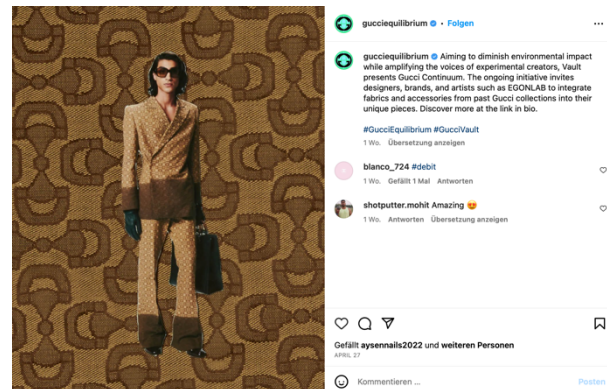 gucciequilibrium • Folgen
gucciequilibrium Aiming to diminish environmental impact
while amplifying the voices of experimental creators, Vault
presents Gucci Continuum. The ongoing initiative invites
designers, brands, and artists such as EGONLAB to integrate
fabrics and accessories from past Gucci collections into their
unique pieces. Discover more at the link in bio.
#GucciEquilibrium #GucciVault
1 Wo. Übersetzung anzeigen
blanco_724 #debit
1 Wo. Gefällt 1 Mal Antworten
shotputter.mohit Amazing 😍
1 Wo. Antworten Übersetzung anzeigen
Gefällt aysennails2022 und weiteren Personen
APRIL 27
Kommentieren ...
Posten